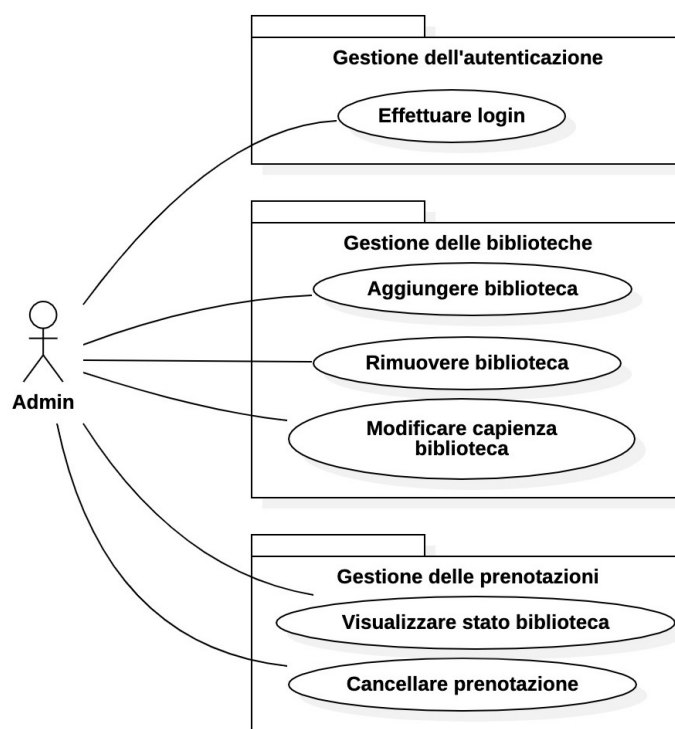 Gestione dell'autenticazione
Effettuare login
Gestione delle biblioteche
Aggiungere biblioteca
Rimuovere biblioteca
Admin
Modificare capienza
biblioteca
Gestione delle prenotazioni
Visualizzare stato biblioteca
Cancellare prenotazione